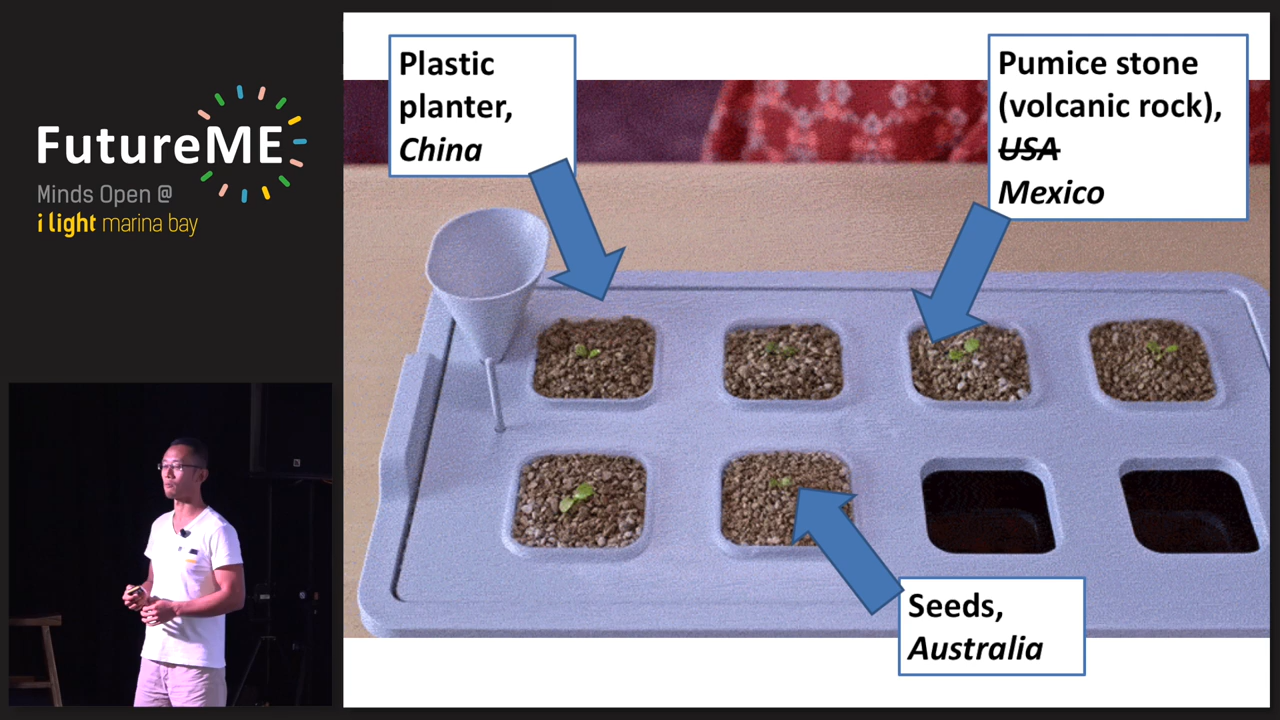 FutureME
Minds Open @
i light marina bay
Plastic
planter,
China
Pumice stone
(volcanic rock),
USA
Mexico
Seeds,
Australia